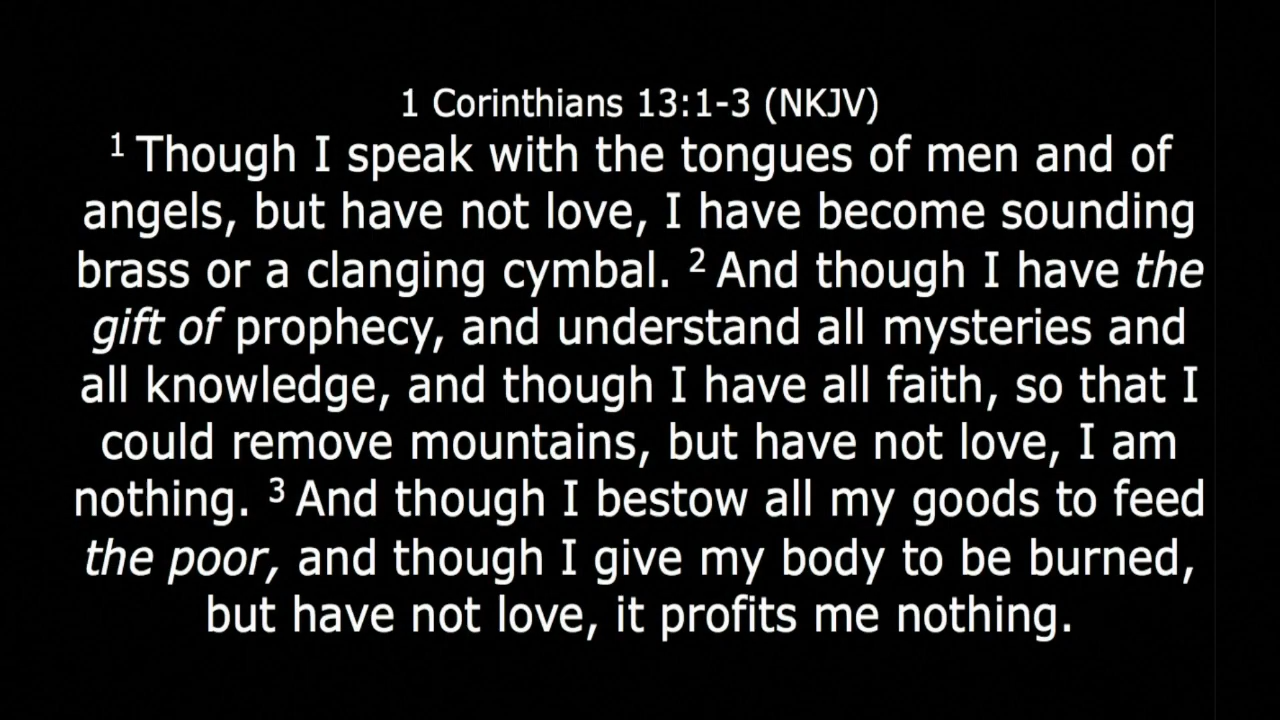 1 Corinthians 13:1-3 (NKJV)
1 Though I speak with the tongues of men and of
angels, but have not love, I have become sounding
brass or a clanging cymbal. 2 And though I have the
gift of prophecy, and understand all mysteries and
all knowledge, and though I have all faith, so that I
could remove mountains, but have not love, I am
nothing. 3 And though I bestow all my goods to feed
the poor, and though I give my body to be burned,
but have not love, it profits me nothing.